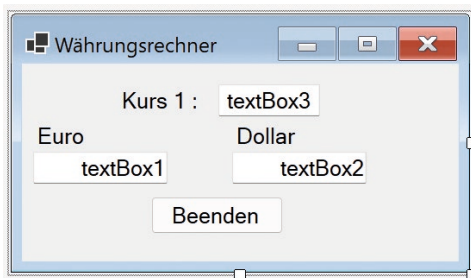 Währungsrechner
Kurs 1 : textBox3
Euro Dollar
textBox1 textBox2
Beenden